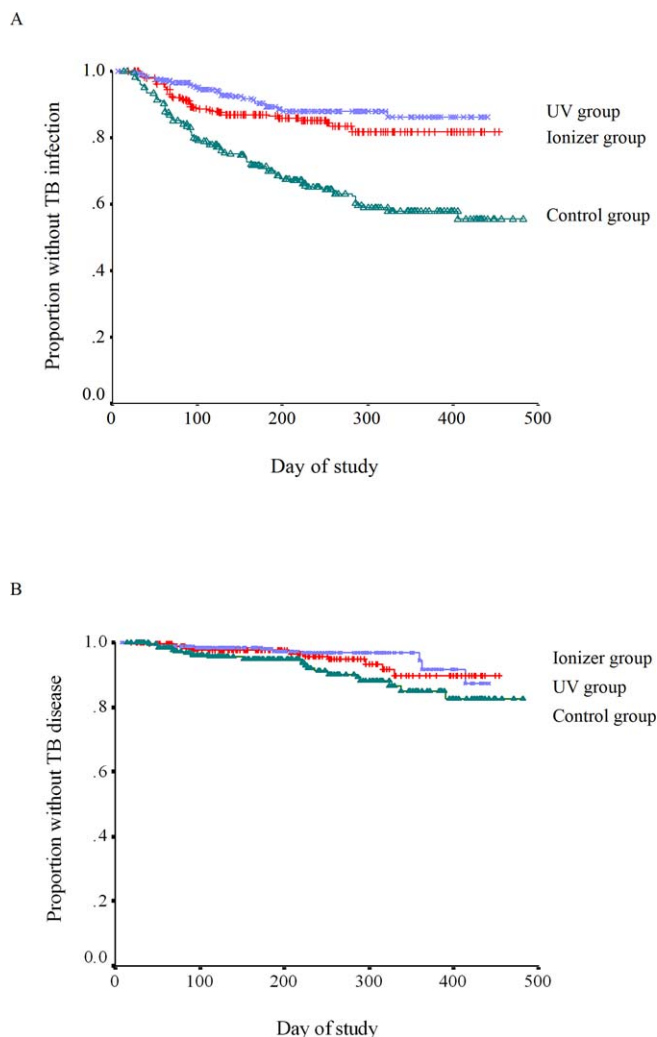 A
Proportion without TB infection
1.0
.8
.6
.4
.2
0.0
0 100 200 300 400 500
Day of study
UV group
Ionizer group
Control group
B
Proportion without TB disease
1.0
.8
.6
.4
.2
0.0
0 100 200 300 400 500
Day of study
Ionizer group
UV group
Control group